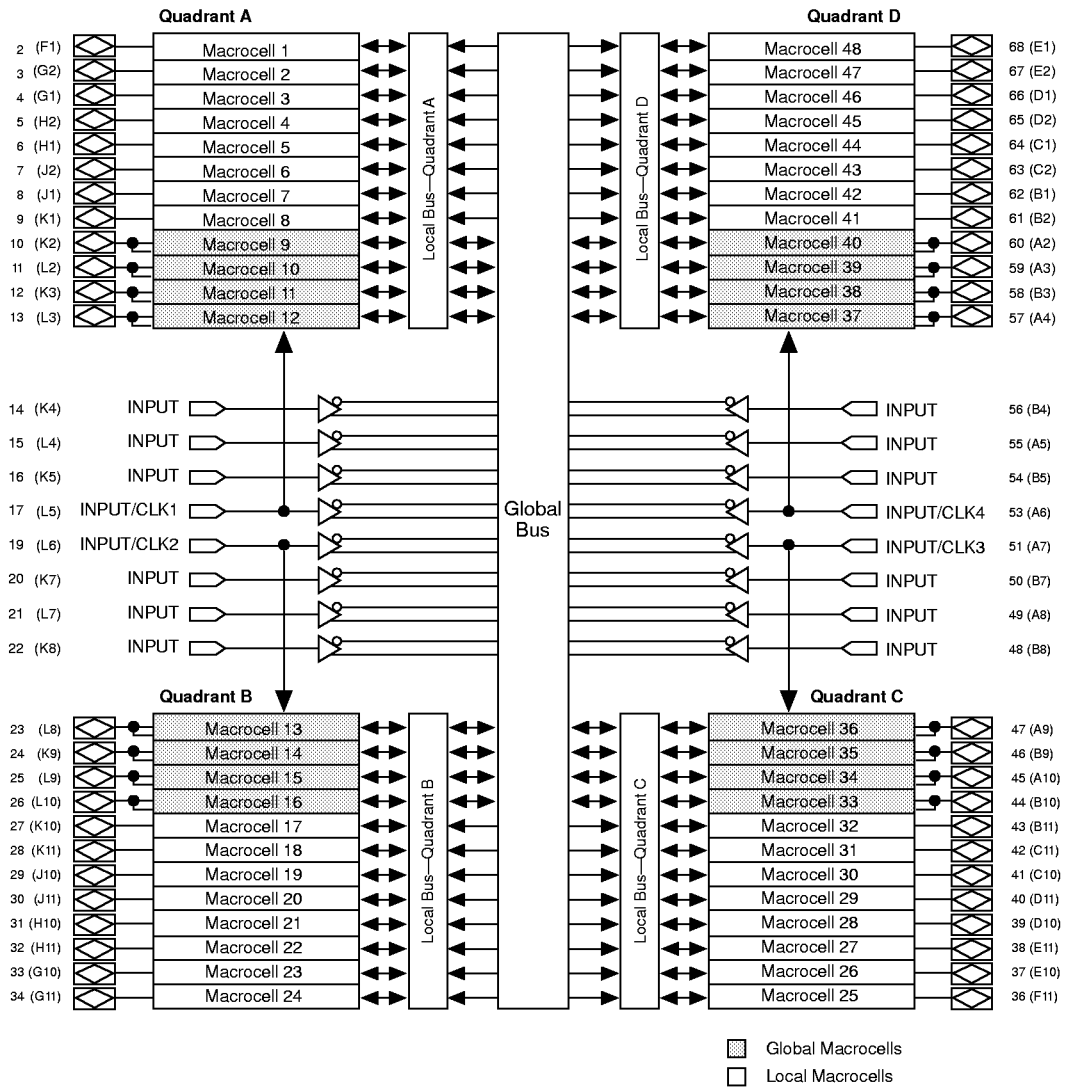 Quadrant A Quadrant D
2 (F1) Macrocell 1 Macrocell 48 68 (E1)
3 (G2) Macrocell 2 Macrocell 47 67 (E2)
4 (G1) Macrocell 3 Macrocell 46 66 (D1)
5 (H2) Macrocell 4 Macrocell 45 65 (D2)
6 (H1) Macrocell 5 Macrocell 44 64 (C1)
7 (J2) Macrocell 6 Macrocell 43 63 (C2)
8 (J1) Macrocell 7 Macrocell 42 62 (B1)
9 (K1) Macrocell 8 Macrocell 41 61 (B2)
10 (K2) Macrocell 9 Macrocell 40 60 (A2)
11 (L2) Macrocell 10 Macrocell 39 59 (A3)
12 (K3) Macrocell 11 Macrocell 38 58 (B3)
13 (L3) Macrocell 12 Macrocell 37 57 (A4)
Local Bus—Quadrant A
Local Bus—Quadrant D
14 (K4) INPUT INPUT 56 (B4)
15 (L4) INPUT INPUT 55 (A5)
16 (K5) INPUT INPUT 54 (B5)
17 (L5) INPUT/CLK1 INPUT/CLK4 53 (A6)
Global
Bus
19 (L6) INPUT/CLK2 INPUT/CLK3 51 (A7)
20 (K7) INPUT INPUT 50 (B7)
21 (L7) INPUT INPUT 49 (A8)
22 (K8) INPUT INPUT 48 (B8)
Quadrant B Quadrant C
23 (L8) Macrocell 13 Macrocell 36 47 (A9)
24 (K9) Macrocell 14 Macrocell 35 46 (B9)
25 (L9) Macrocell 15 Macrocell 34 45 (A10)
26 (L10) Macrocell 16 Macrocell 33 44 (B10)
27 (K10) Macrocell 17 Macrocell 32 43 (B11)
28 (K11) Macrocell 18 Macrocell 31 42 (C11)
29 (J10) Macrocell 19 Macrocell 30 41 (C10)
30 (J11) Macrocell 20 Macrocell 29 40 (D11)
31 (H10) Macrocell 21 Macrocell 28 39 (D10)
32 (H11) Macrocell 22 Macrocell 27 38 (E11)
33 (G10) Macrocell 23 Macrocell 26 37 (E10)
34 (G11) Macrocell 24 Macrocell 25 36 (F11)
Local Bus—Quadrant B
Local Bus—Quadrant C
Global Macrocells
Local Macrocells